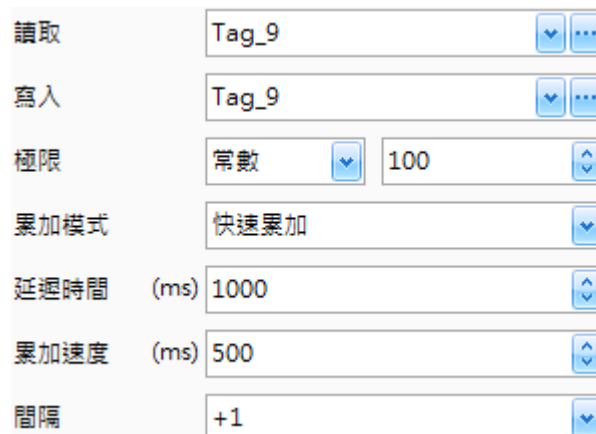 讀取 Tag_9
寫入 Tag_9
極限 常數 100
累加模式 快速累加
延遲時間 (ms) 1000
累加速度 (ms) 500
間隔 +1